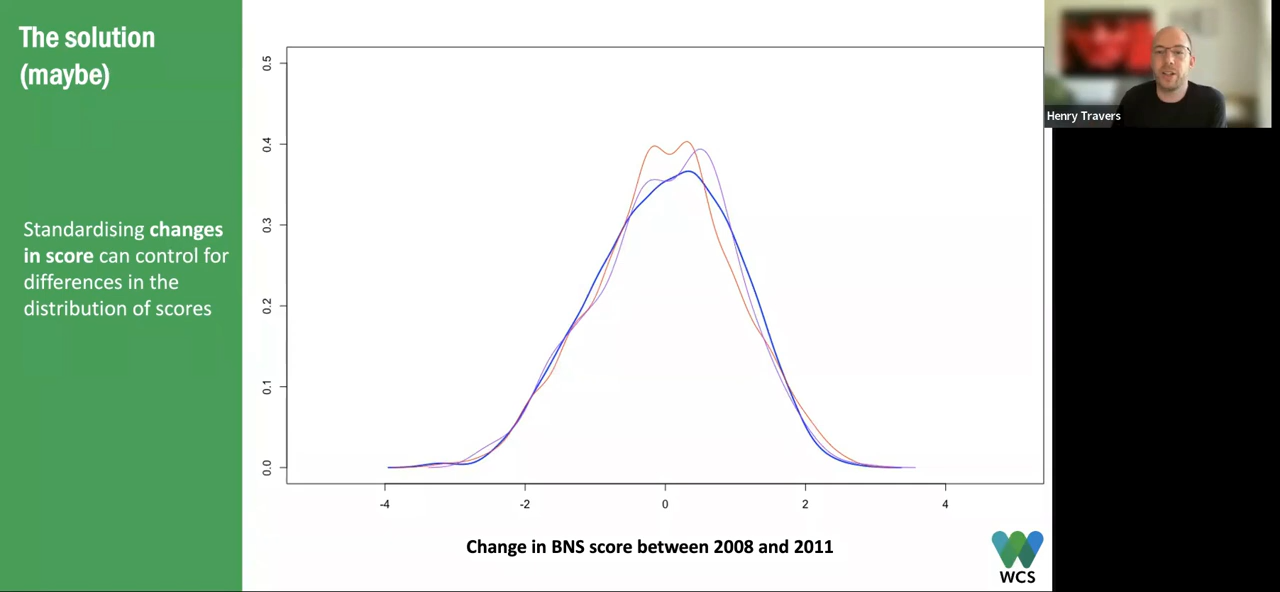 The solution
(maybe)
Standardising changes
in score can control for
differences in the
distribution of scores
0.5
0.4
0.3
0.2
0.1
0.0
-4 -2 0 2 4
Change in BNS score between 2008 and 2011
WCS
Henry Travers